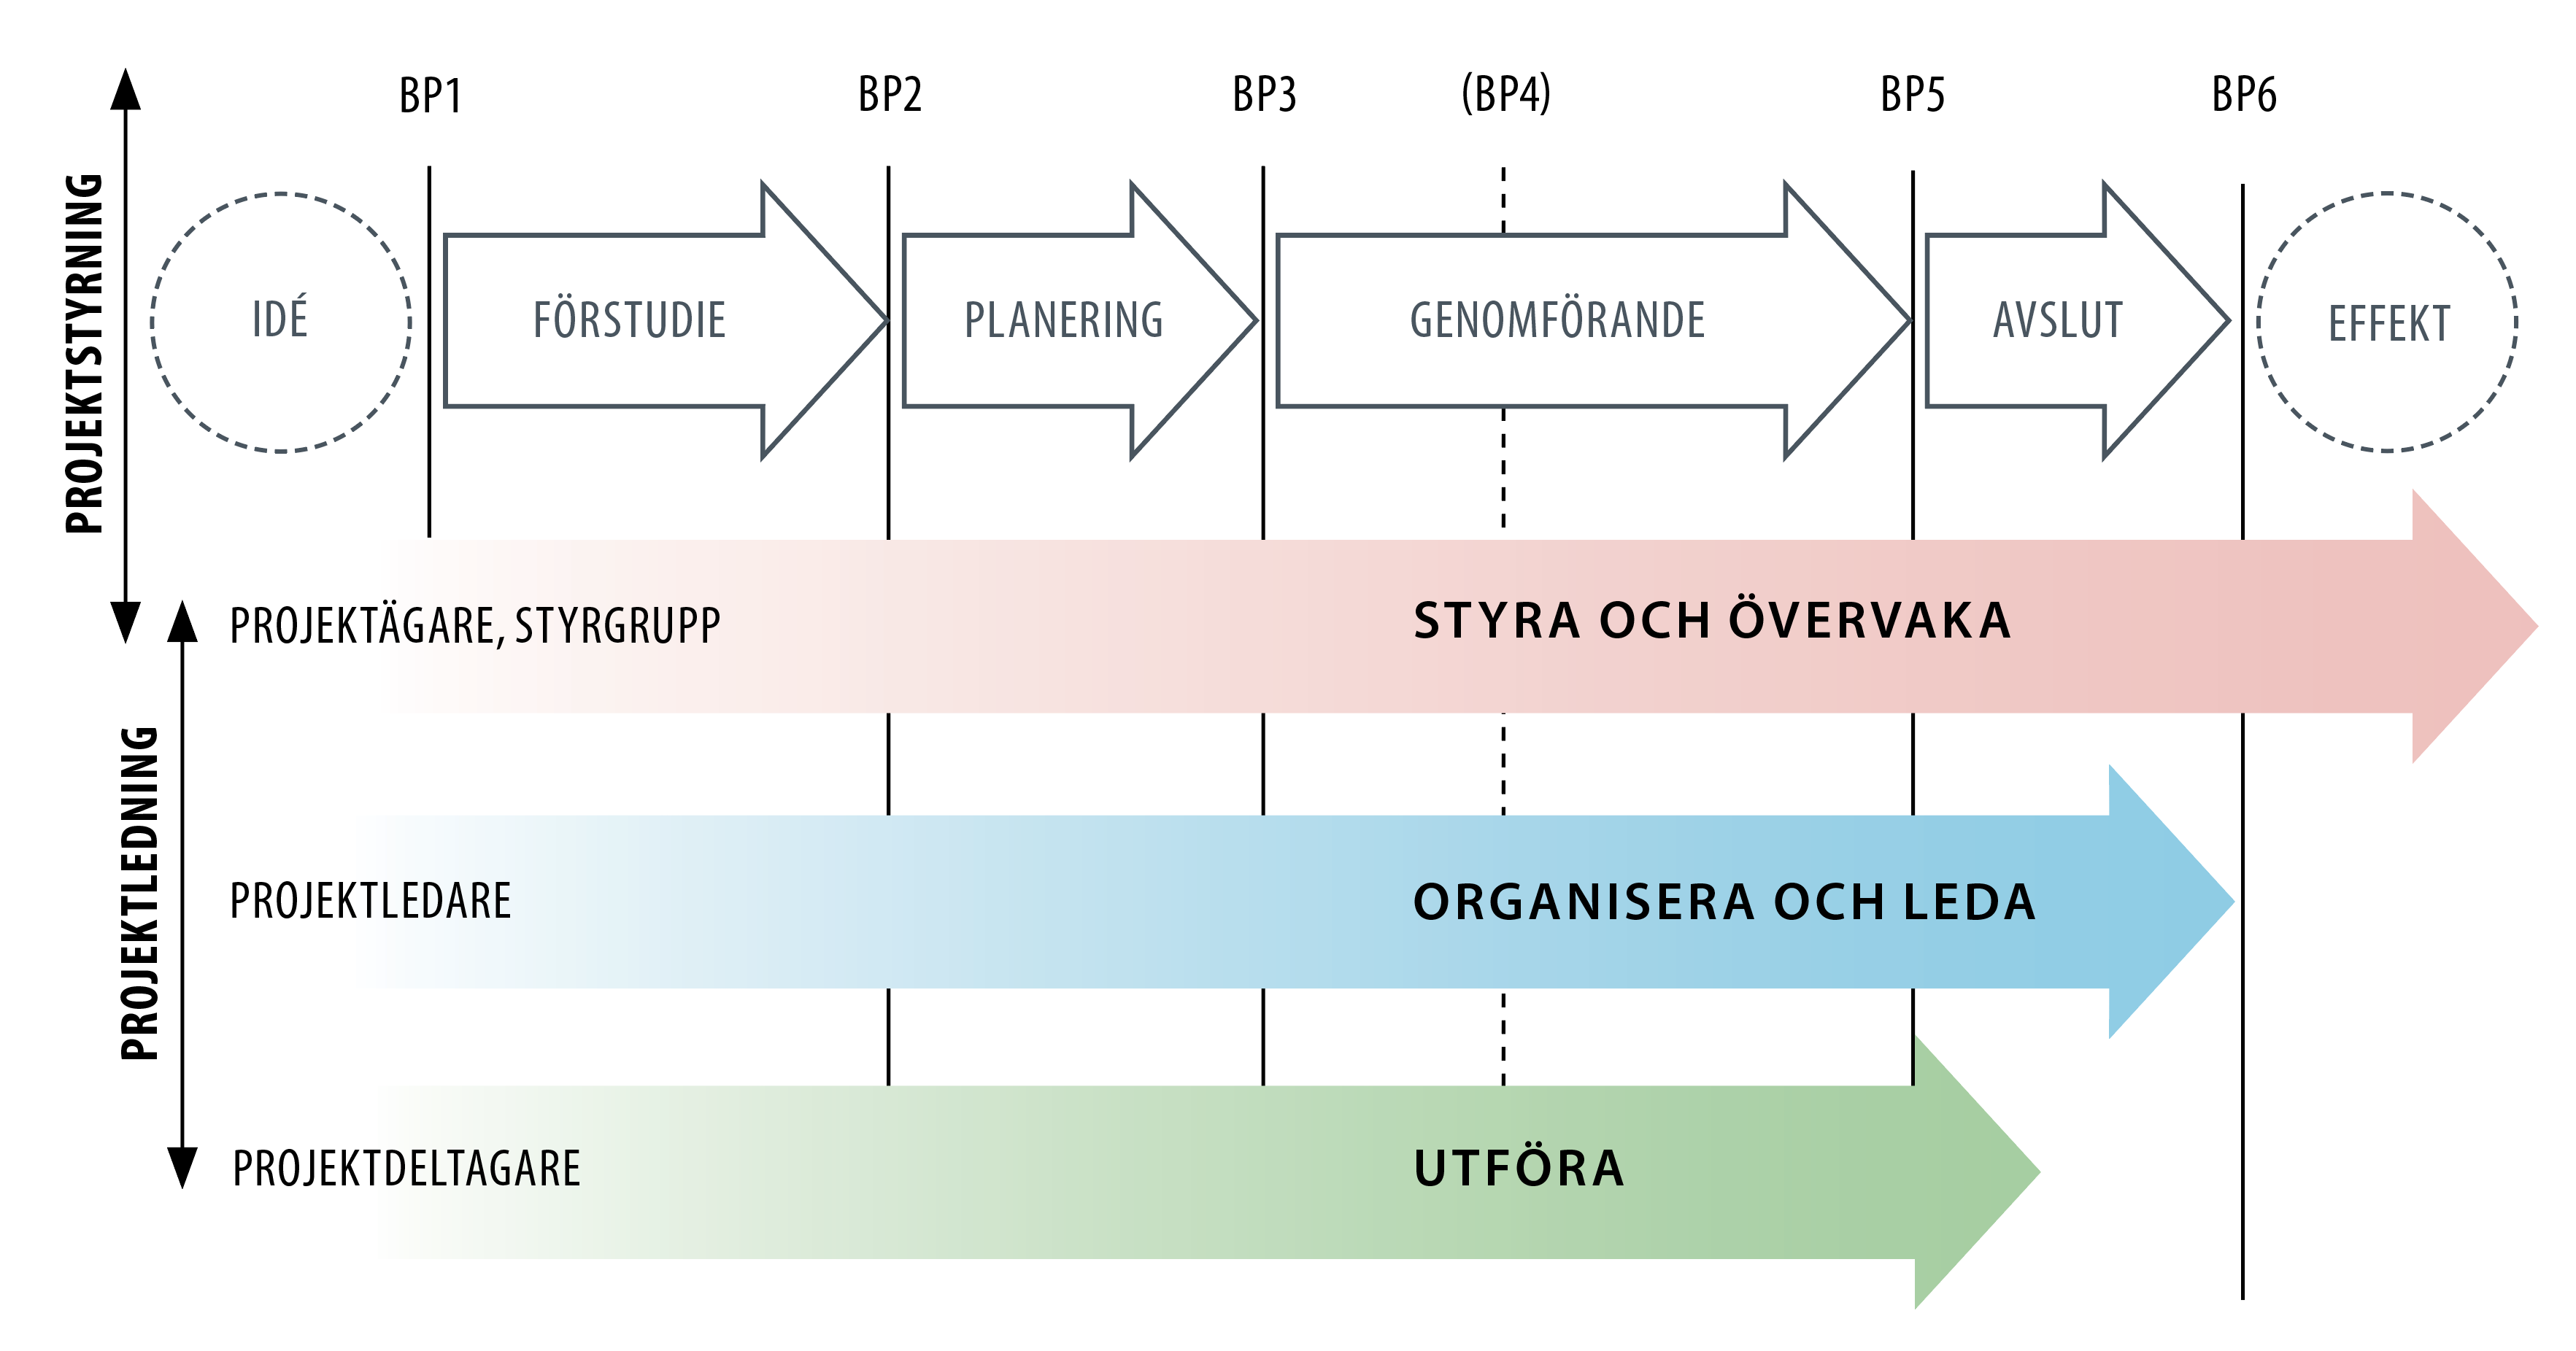 BP1 BP2 BP3 (BP4) BP5 BP6
PROJEKTSTYRNING
IDÉ FÖRSTUDIE PLANERING GENOMFÖRANDE AVSLUT EFFEKT
PROJEKTÄGARE, STYRGRUPP STYRA OCH ÖVERVAKA
PROJEKTLEDNING
PROJEKTLEDARE ORGANISERA OCH LEDA
PROJEKTDELTAGARE UTFÖRA